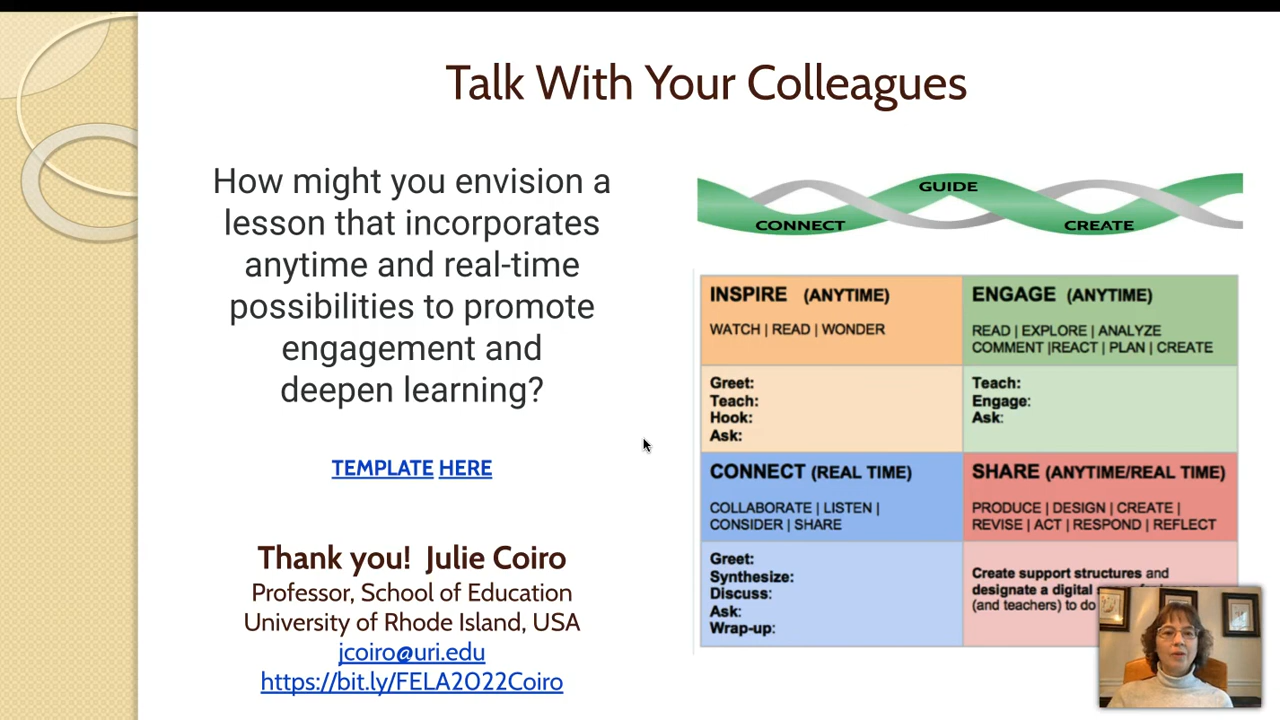 Talk With Your Colleagues
How might you envision a
lesson that incorporates
anytime and real-time
possibilities to promote
engagement and
deepen learning?
TEMPLATE HERE
Thank you! Julie Coiro
Professor, School of Education
University of Rhode Island, USA
jcoiro@uri.edu
https://bit.ly/FELA2022Coiro
CONNECT
GUIDE
CREATE
INSPIRE (ANYTIME)
WATCH | READ | WONDER
Greet:
Teach:
Hook:
Ask:
ENGAGE (ANYTIME)
READ | EXPLORE | ANALYZE
COMMENT |REACT | PLAN | CREATE
Teach:
Engage:
Ask:
CONNECT (REAL TIME)
COLLABORATE | LISTEN |
CONSIDER | SHARE
Greet:
Synthesize:
Discuss:
Ask:
Wrap-up:
SHARE (ANYTIME/REAL TIME)
PRODUCE | DESIGN | CREATE |
REVISE | ACT | RESPOND | REFLECT
Create support structures and
designate a digital
(and teachers) to do